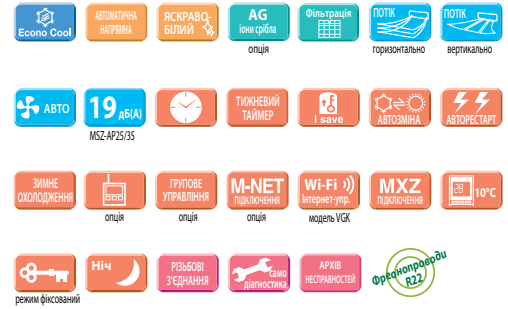 Econo Cool
АВТОМАТИЧНА
НАПРЯМНА
ЯСКРАВО-
БІЛИЙ
AG
іони срібла
опція
Фільтрація
ПОТІК
горизонтально
ПОТІК
вертикально
АВТО
19 дБ(А)
MSZ-AP25/35
ТИЖНЕВИЙ
ТАЙМЕР
i save
АВТОЗМІНА
АВТОРЕСТАРТ
ЗИМНЕ
ОХОЛОДЖЕННЯ
опція
ГРУПОВЕ
УПРАВЛІННЯ
опція
M-NET
ПІДКЛЮЧЕННЯ
опція
Wi-Fi
Інтернет-упр.
модель VGK
MXZ
ПІДКЛЮЧЕННЯ
10°C
режим фіксований
Ніч
РІЗЬБОВІ
З'ЄДНАННЯ
само
діагностика
АРХІВ
НЕСПРАВНОСТЕЙ
Фреонопроводи
R22